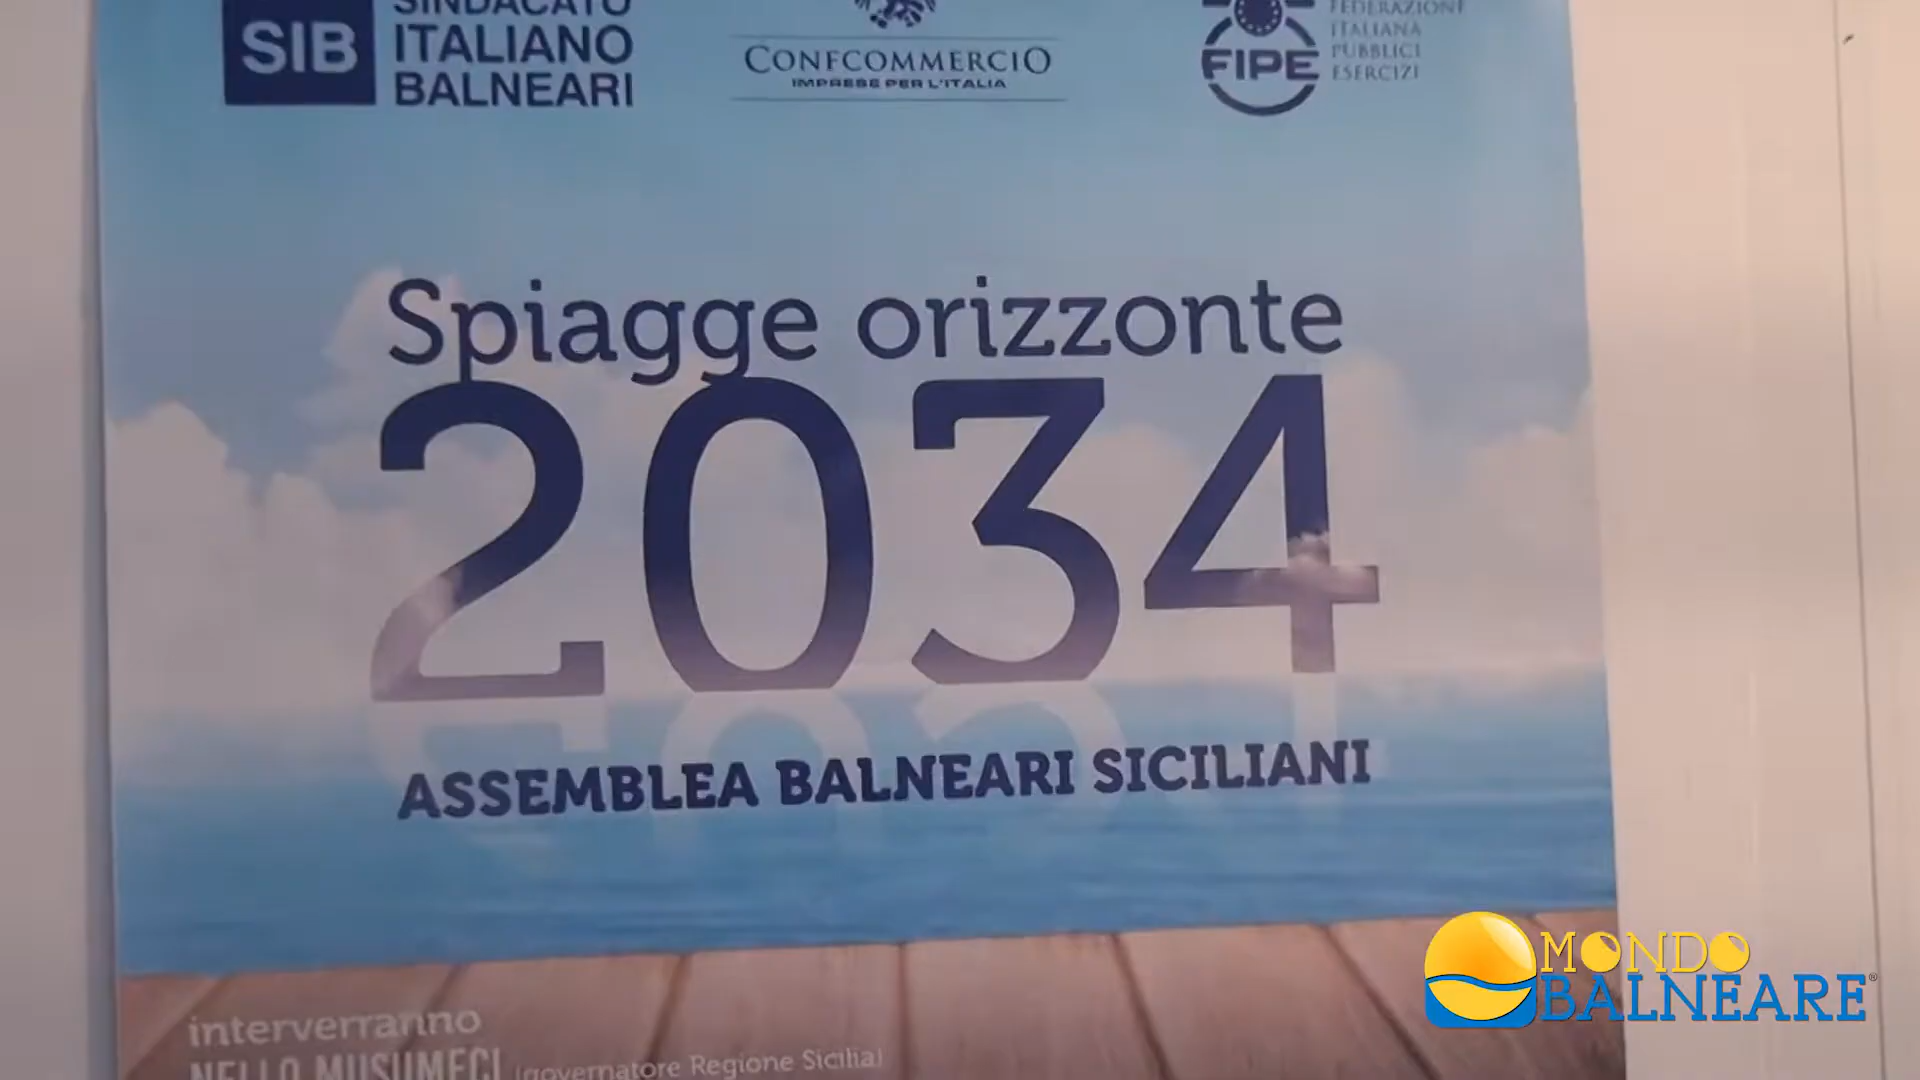 SINDACATO
ITALIANO
BALNEARI
SIB
CONFCOMMERCIO
IMPRESE PER L'ITALIA
FIPE
FEDERAZIONE
ITALIANA
PUBBLICI
ESERCIZI
Spiagge orizzonte
2034
ASSEMBLEA BALNEARI SICILIANI
interverranno
NELLO MUSUMECI (governatore Regione Sicilia)
MONDO
BALNEARE®